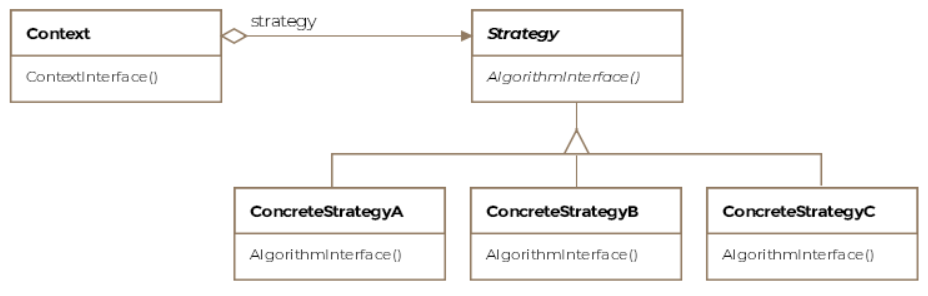 strategy
Context
Strategy
ContextInterface()
AlgorithmInterface()
ConcreteStrategyA
ConcreteStrategyB
ConcreteStrategyC
AlgorithmInterface()
AlgorithmInterface()
AlgorithmInterface()